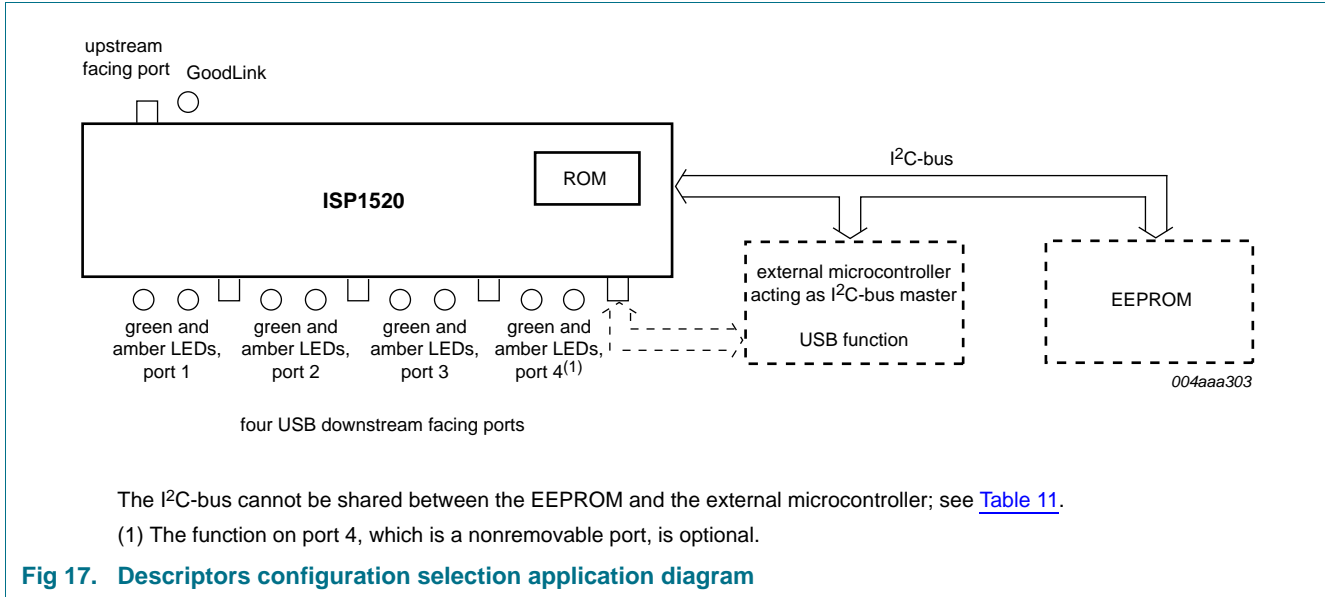 upstream
facing port
GoodLink
ISP1520
ROM
I2C-bus
external microcontroller
acting as I2C-bus master
USB function
EEPROM
green and
amber LEDs,
port 1
green and
amber LEDs,
port 2
green and
amber LEDs,
port 3
green and
amber LEDs,
port 4(1)
004aaa303
four USB downstream facing ports
The I2C-bus cannot be shared between the EEPROM and the external microcontroller; see Table 11.
(1) The function on port 4, which is a nonremovable port, is optional.
Fig 17. Descriptors configuration selection application diagram